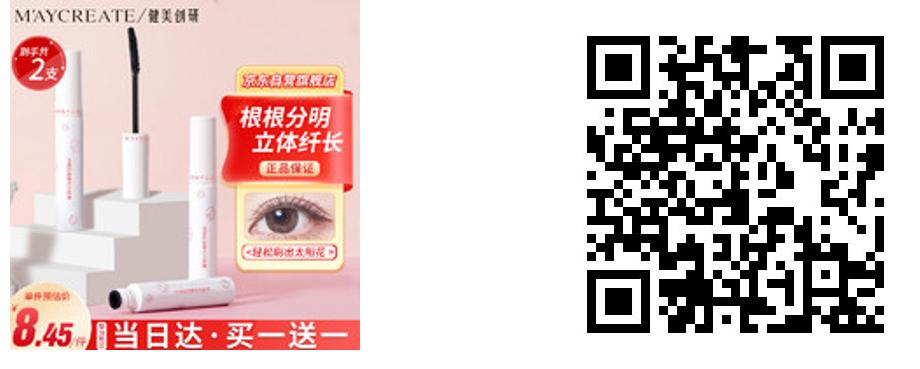 M'AYCREATE/健美创研
到手共
2支
京东自营旗舰店
根根分明
立体纤长
正品保证
轻松刷出太阳花
单件预估价
8.45/件
当日达·买一送一